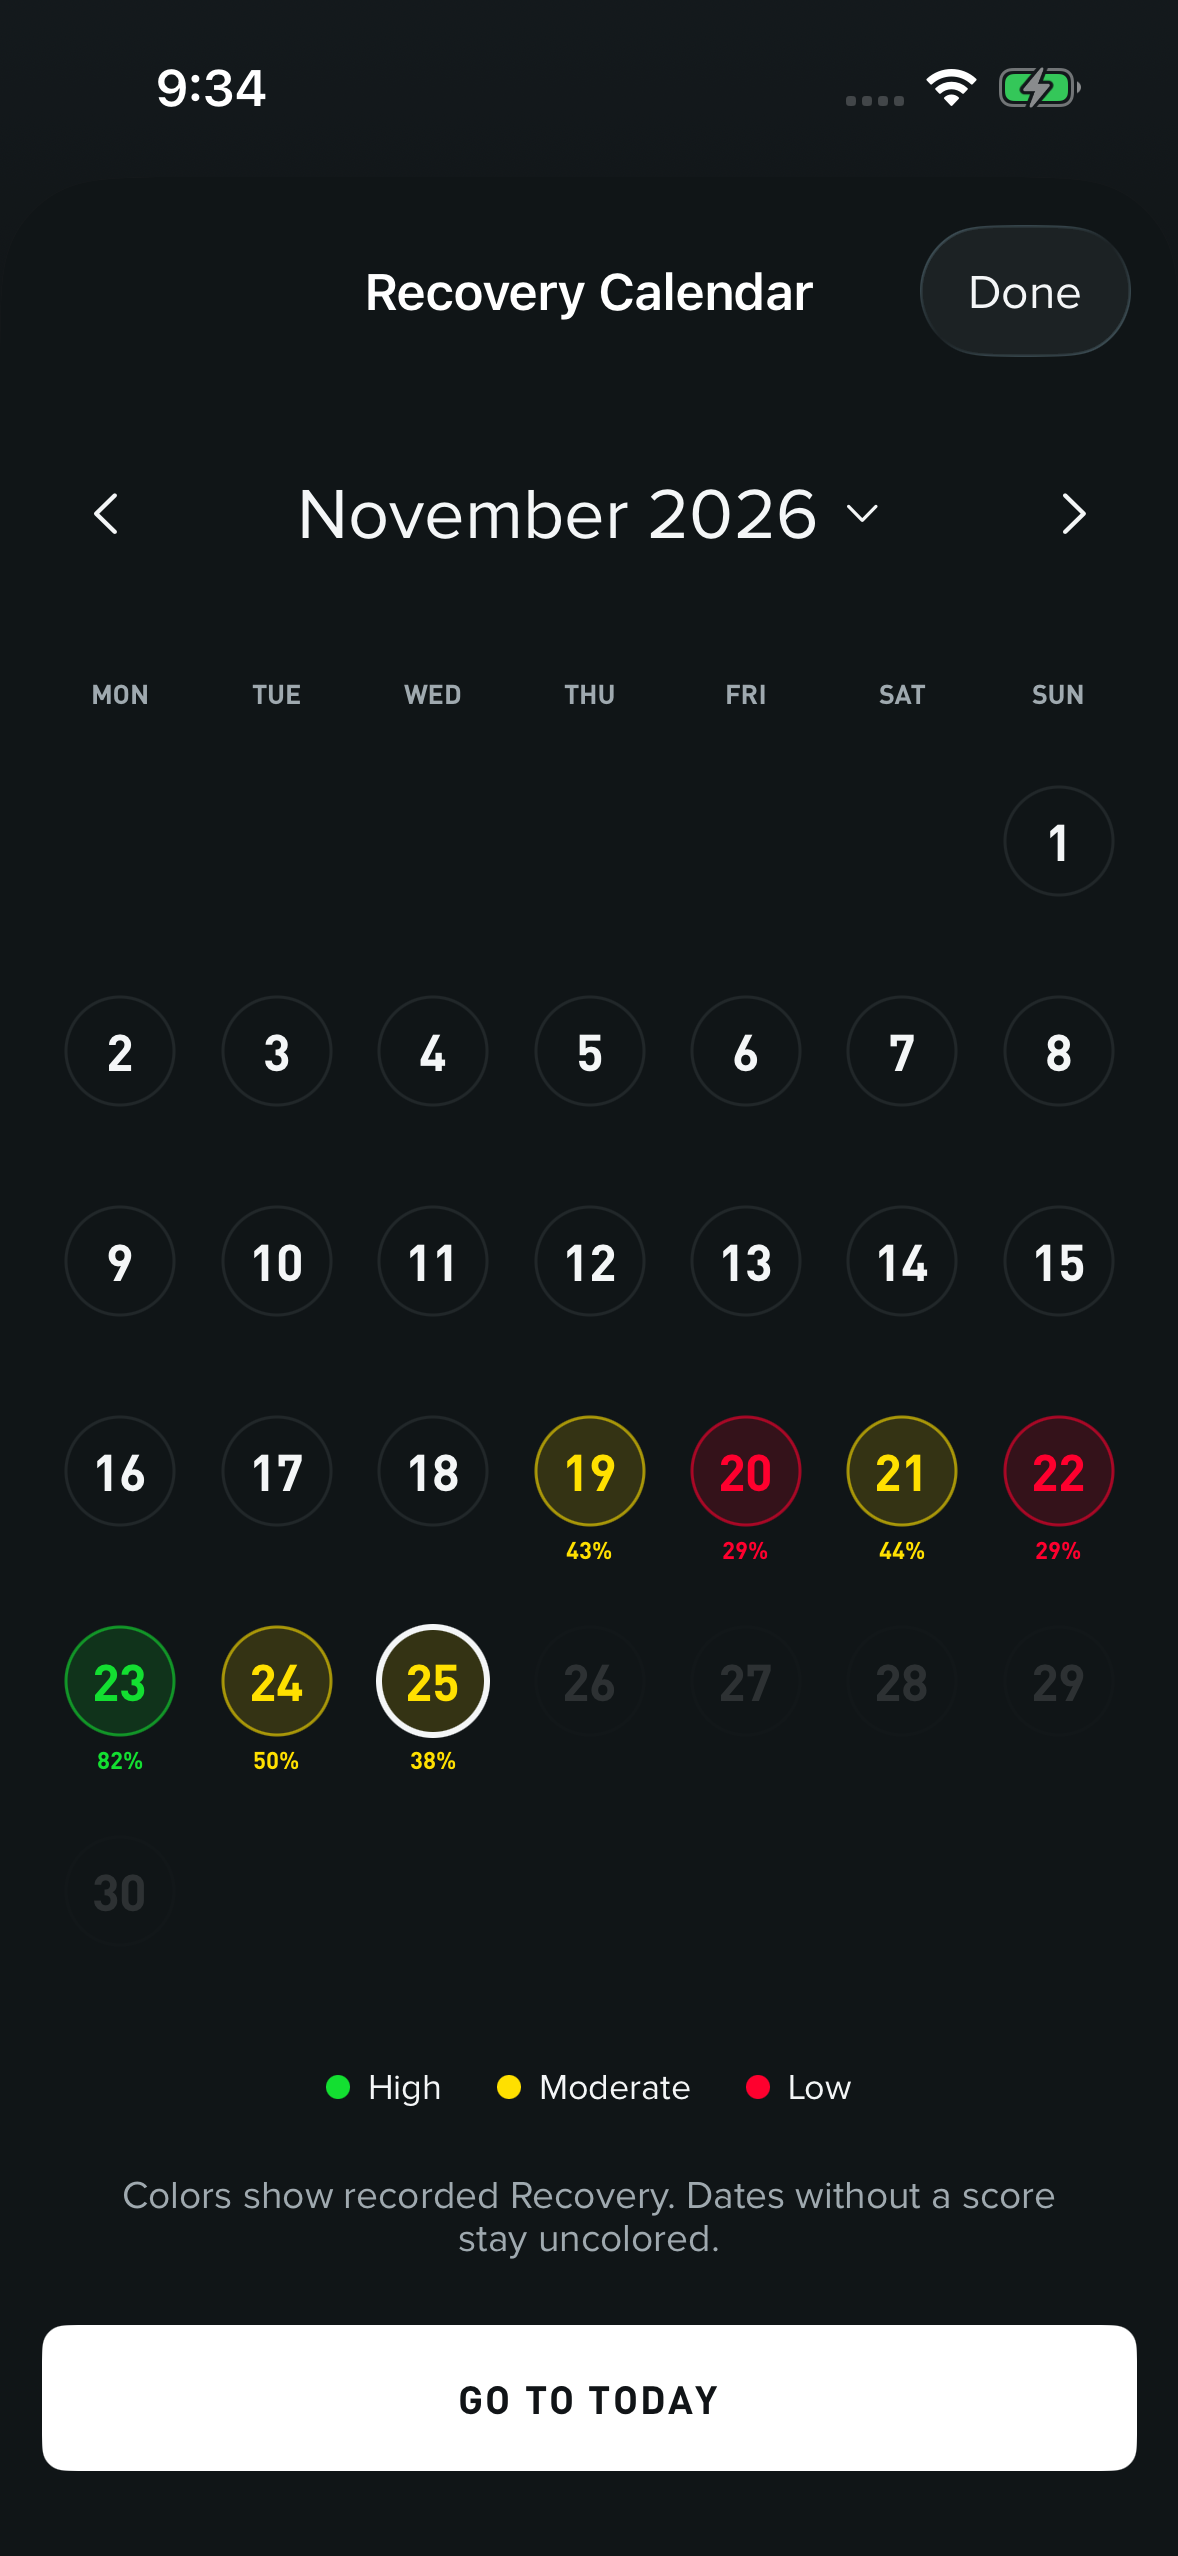 9:34
Recovery Calendar
Done
November 2026
MON TUE WED THU FRI SAT SUN
1
2 3 4 5 6 7 8
9 10 11 12 13 14 15
16 17 18 19 20 21 22
43% 29% 44% 29%
23 24 25 26 27 28 29
82% 50% 38%
30
High Moderate Low
Colors show recorded Recovery. Dates without a score
stay uncolored.
GO TO TODAY